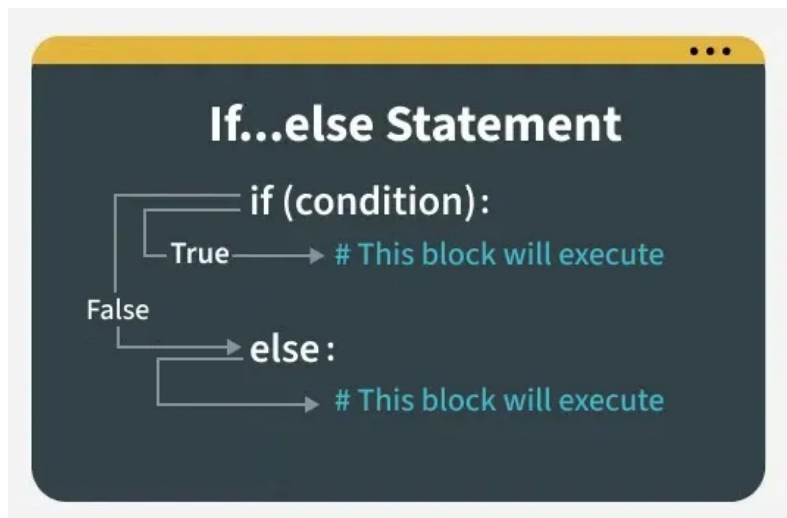 If...else Statement
if (condition):
True # This block will execute
False
else:
# This block will execute